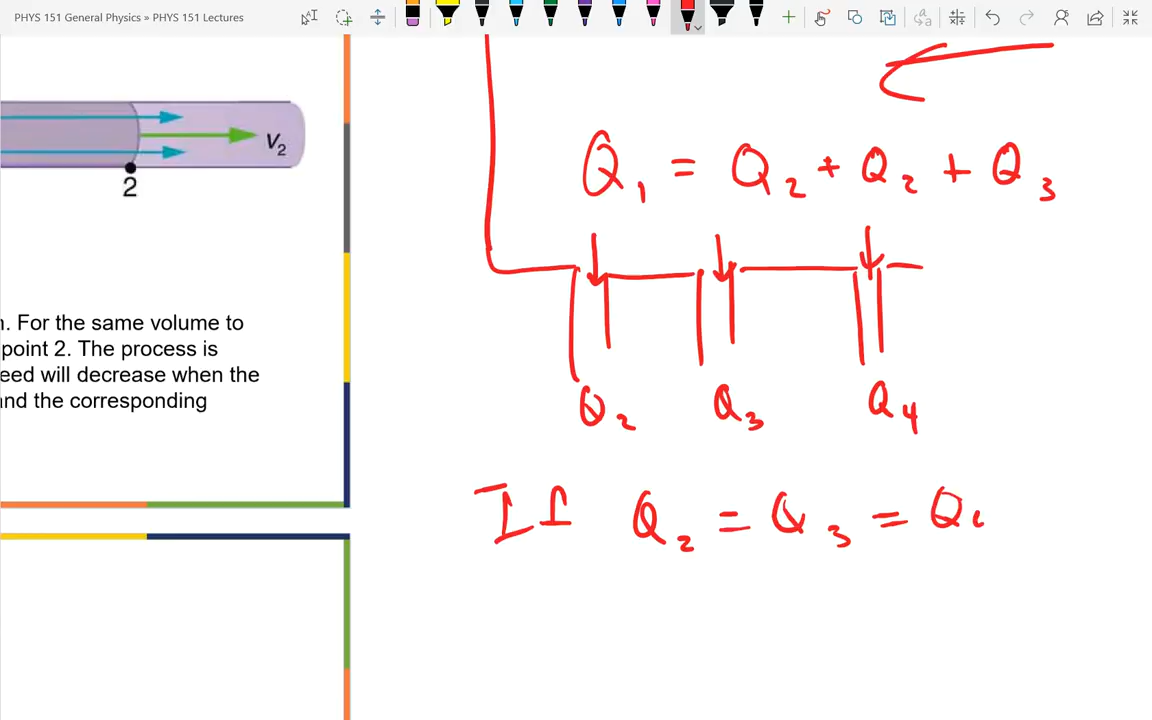 PHYS 151 General Physics » PHYS 151 Lectures
V2
2
n. For the same volume to
point 2. The process is
eed will decrease when the
and the corresponding
Q1 = Q2 + Q2 + Q3
Q2 Q3 Q4
If Q2 = Q3 = Q